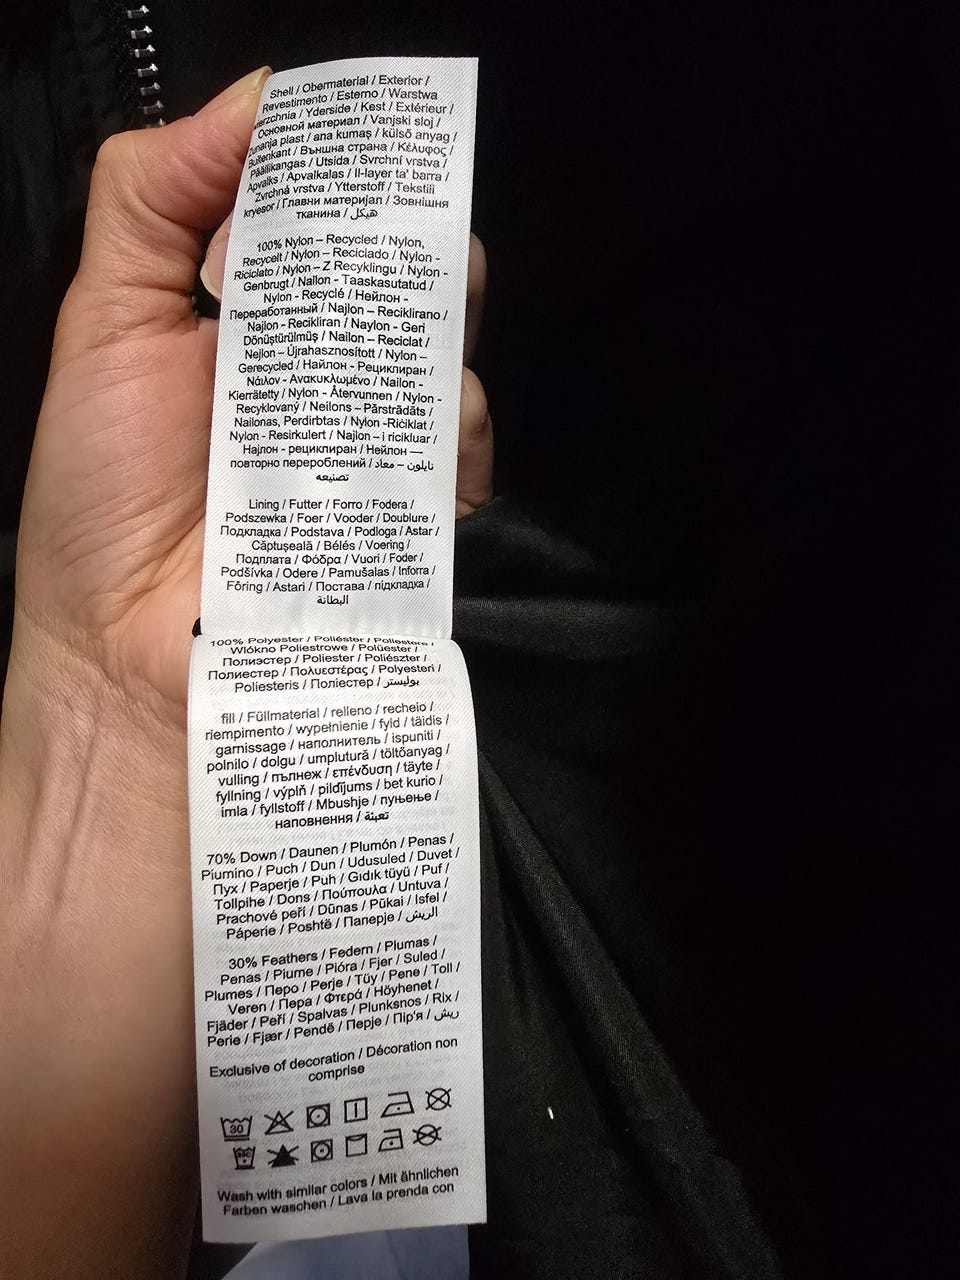 Shell / Obermaterial / Exterior /
Revestimento / Esterno / Warstwa
wierzchnia / Yderside / Kest / Extérieur /
Основной материал / Vanjski sloj /
Zunanja plast / ana kumaş / külső anyag /
Buitenkant / Външна страна / Κέλυφος /
Päällikangas / Utsida / Svrchní vrstva /
Apvalks / Apvalkalas / Il-layer ta' barra /
Zvrchná vrstva / Ytterstoff / Tekstili
kryesor / Главни материјал / Зовнішня
тканина / هيكل
100% Nylon – Recycled / Nylon,
Recycelt / Nylon – Reciclado / Nylon -
Riciclato / Nylon – Z Recyklingu / Nylon -
Genbrugt / Nailon - Taaskasutatud /
Nylon - Recyclé / Нейлон -
Переработанный / Najlon – Reciklirano /
Najlon - Recikliran / Naylon - Geri
Dönüştürülmüş / Nailon – Reciclat /
Nejlon – Újrahasznosított / Nylon –
Gerecycled / Найлон - Рециклиран /
Νάιλον - Ανακυκλωμένο / Nailon -
Kierrätetty / Nylon - Återvunnen / Nylon -
Recyklovaný / Neilons – Pārstrādāts /
Nailonas, Perdirbtas / Nylon -Riċiklat /
Nylon - Resirkulert / Najlon – i ricikluar /
Најлон - рециклиран / Нейлон —
повторно перероблений / نايلون – معاد
تصنيعه
Lining / Futter / Forro / Fodera /
Podszewka / Foer / Vooder / Doublure /
Подкладка / Podstava / Podloga / Astar /
Căptușeală / Bélés / Voering /
Подплата / Φόδρα / Vuori / Foder /
Podšívka / Odere / Pamušalas / Inforra /
Fôring / Astari / Постава / підкладка /
البطانة
100% Polyester / Poliéster / Poliestere /
Włókno Poliestrowe / Polüester /
Полиэстер / Poliester / Poliészter /
Полиестер / Πολυεστέρας / Polyesteri /
Poliesteris / Поліестер / بوليستر
fill / Füllmaterial / relleno / recheio /
riempimento / wypełnienie / fyld / täidis /
garnissage / наполнитель / ispuniti /
polnilo / dolgu / umplutură / töltőanyag /
vulling / пълнеж / επένδυση / täyte /
fyllning / výplň / pildījums / bet kurio /
imla / fyllstoff / Mbushje / пуњење /
наповнення / تعبئة
70% Down / Daunen / Plumón / Penas /
Piumino / Puch / Dun / Udusuled / Duvet /
Пух / Paperje / Puh / Gıdık tüyü / Puf /
Tollpihe / Dons / Πούπουλα / Untuva /
Prachové peří / Dūnas / Pūkai / Isfel /
Páperie / Poshtë / Паперје / الريش
30% Feathers / Federn / Plumas /
Penas / Piume / Pióra / Fjer / Suled /
Plumes / Перо / Perje / Tüy / Pene / Toll /
Veren / Пера / Φτερά / Höyhenet /
Fjäder / Peří / Spalvas / Plunksnos / Rix /
Perie / Fjær / Pendë / Перје / Пір'я / ريش
Exclusive of decoration / Décoration non
comprise
30
Wash with similar colors / Mit ähnlichen
Farben waschen / Lava la prenda con